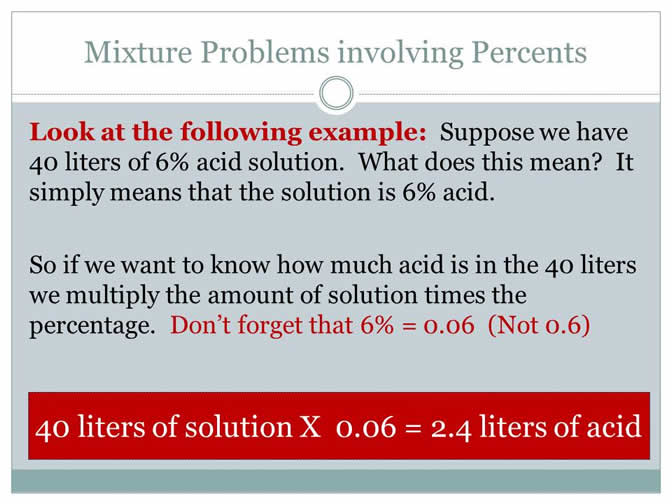 Mixture Problems involving Percents
Look at the following example: Suppose we have
40 liters of 6% acid solution. What does this mean? It
simply means that the solution is 6% acid.
So if we want to know how much acid is in the 40 liters
we multiply the amount of solution times the
percentage. Don't forget that 6% = 0.06 (Not 0.6)
40 liters of solution X 0.06 = 2.4 liters of acid